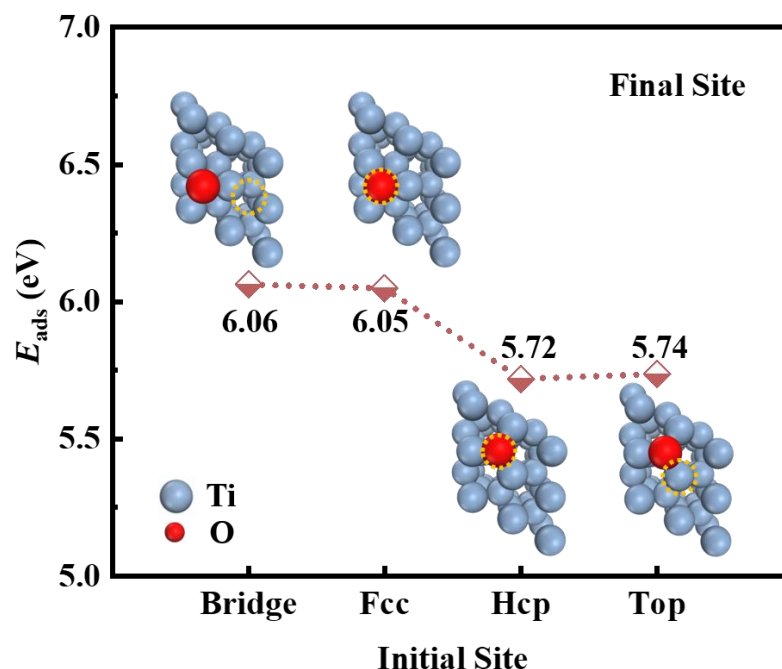 7.0
Final Site
6.5
6.0
6.06
6.05
5.72
5.74
5.5
Ti
O
5.0
Bridge Fcc Hcp Top
Initial Site
E_ads (eV)